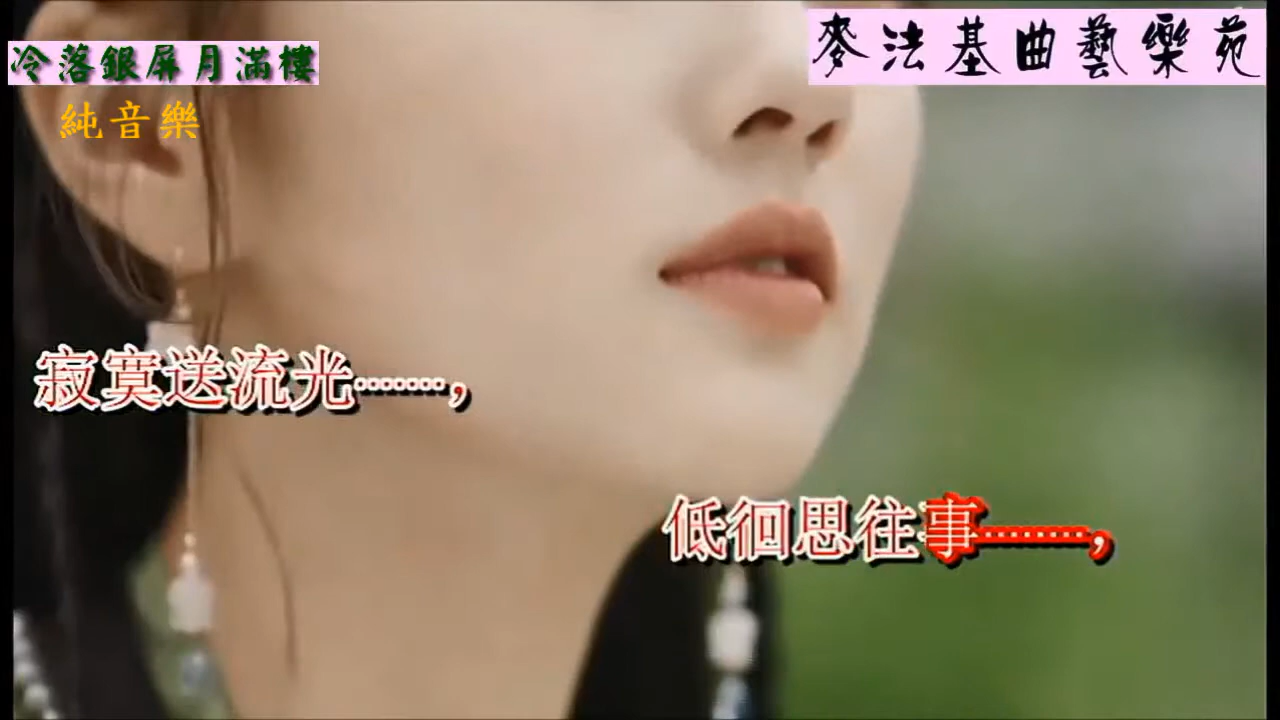 冷落銀屏月滿樓
麥法基曲藝樂苑
純音樂
寂寞送流光………,
低徊思往事………,